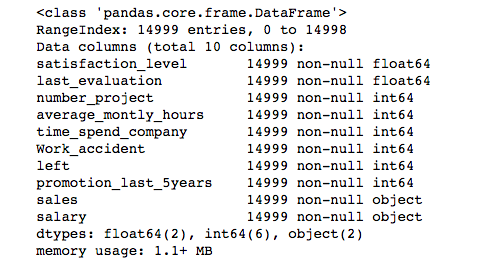 <class 'pandas.core.frame.DataFrame'>
RangeIndex: 14999 entries, 0 to 14998
Data columns (total 10 columns):
satisfaction_level       14999 non-null float64
last_evaluation          14999 non-null float64
number_project           14999 non-null int64
average_montly_hours     14999 non-null int64
time_spend_company       14999 non-null int64
Work_accident            14999 non-null int64
left                     14999 non-null int64
promotion_last_5years    14999 non-null int64
sales                    14999 non-null object
salary                   14999 non-null object
dtypes: float64(2), int64(6), object(2)
memory usage: 1.1+ MB